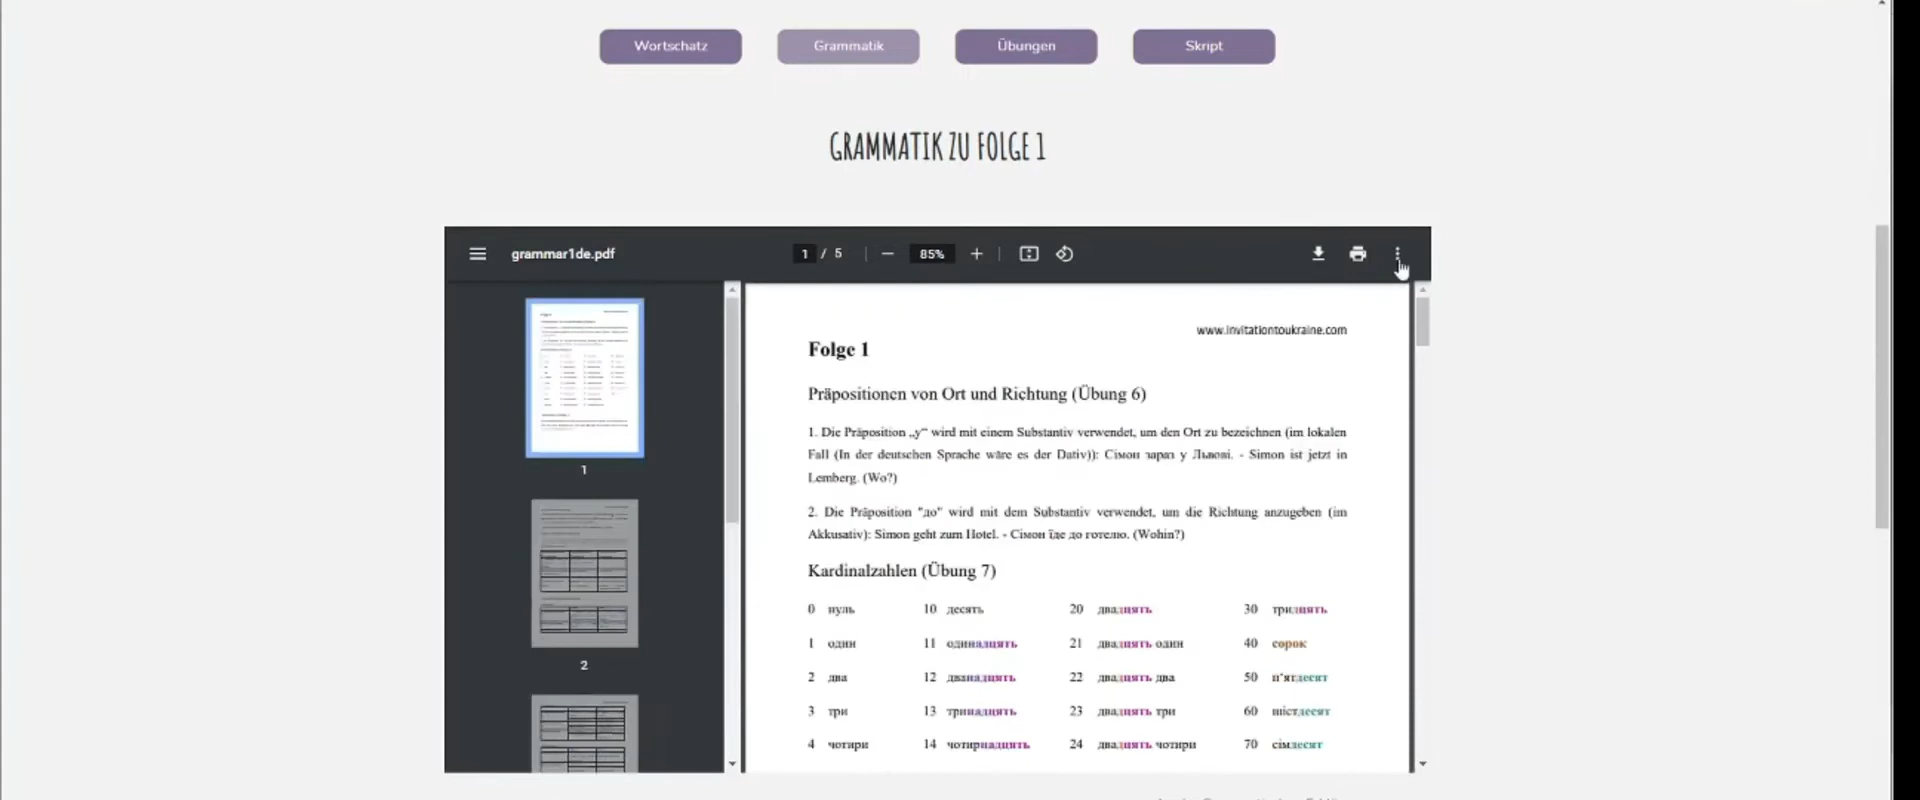 Wortschatz
Grammatik
Übungen
Skript
GRAMMATIK ZU FOLGE 1
grammar1de.pdf
1 / 5
85%
1
2
www.invitationtoukraine.com
Folge 1
Präpositionen von Ort und Richtung (Übung 6)
1. Die Präposition „у“ wird mit einem Substantiv verwendet, um den Ort zu bezeichnen (im lokalen
Fall (In der deutschen Sprache wäre es der Dativ)): Сімон зараз у Львові. - Simon ist jetzt in
Lemberg. (Wo?)
2. Die Präposition "до" wird mit dem Substantiv verwendet, um die Richtung anzugeben (im
Akkusativ): Simon geht zum Hotel. - Сімон їде до готелю. (Wohin?)
Kardinalzahlen (Übung 7)
0 нуль 10 десять 20 двадцять 30 тридцять
1 один 11 одинадцять 21 двадцять один 40 сорок
2 два 12 дванадцять 22 двадцять два 50 п'ятдесят
3 три 13 тринадцять 23 двадцять три 60 шістдесят
4 чотири 14 чотирнадцять 24 двадцять чотири 70 сімдесят